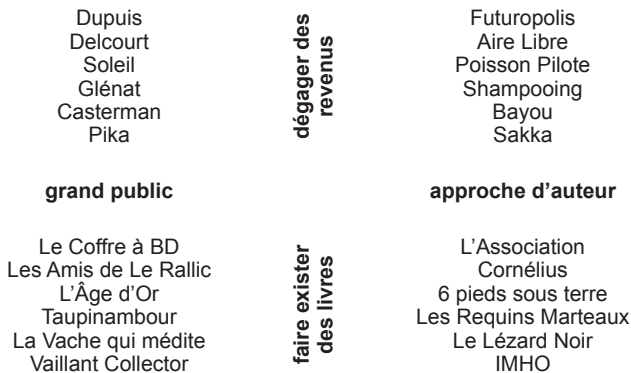 Dupuis
Delcourt
Soleil
Glénat
Casterman
Pika
dégager des
revenus
Futuropolis
Aire Libre
Poisson Pilote
Shampooing
Bayou
Sakka
grand public
approche d’auteur
Le Coffre à BD
Les Amis de Le Rallic
L’Âge d’Or
Taupinambour
La Vache qui médite
Vaillant Collector
faire exister
des livres
L’Association
Cornélius
6 pieds sous terre
Les Requins Marteaux
Le Lézard Noir
IMHO